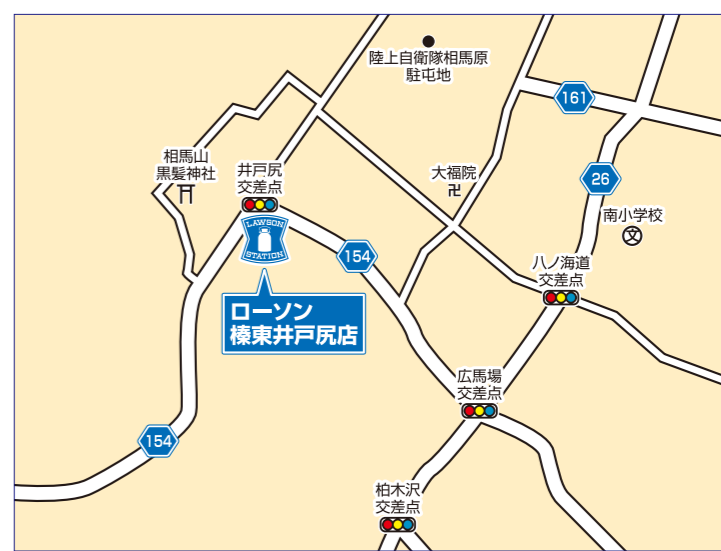 陸上自衛隊相馬原
駐屯地
161
相馬山
黒髪神社
井戸尻
交差点
大福院
卍
26
南小学校
文
LAWSON
STATION
154
八ノ海道
交差点
ローソン
榛東井戸尻店
広馬場
交差点
154
柏木沢
交差点